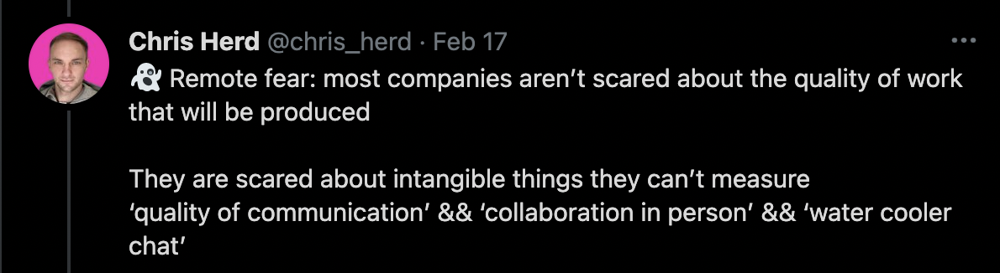 Chris Herd @chris_herd · Feb 17
👻 Remote fear: most companies aren’t scared about the quality of work
that will be produced
They are scared about intangible things they can’t measure
‘quality of communication’ && ‘collaboration in person’ && ‘water cooler
chat’